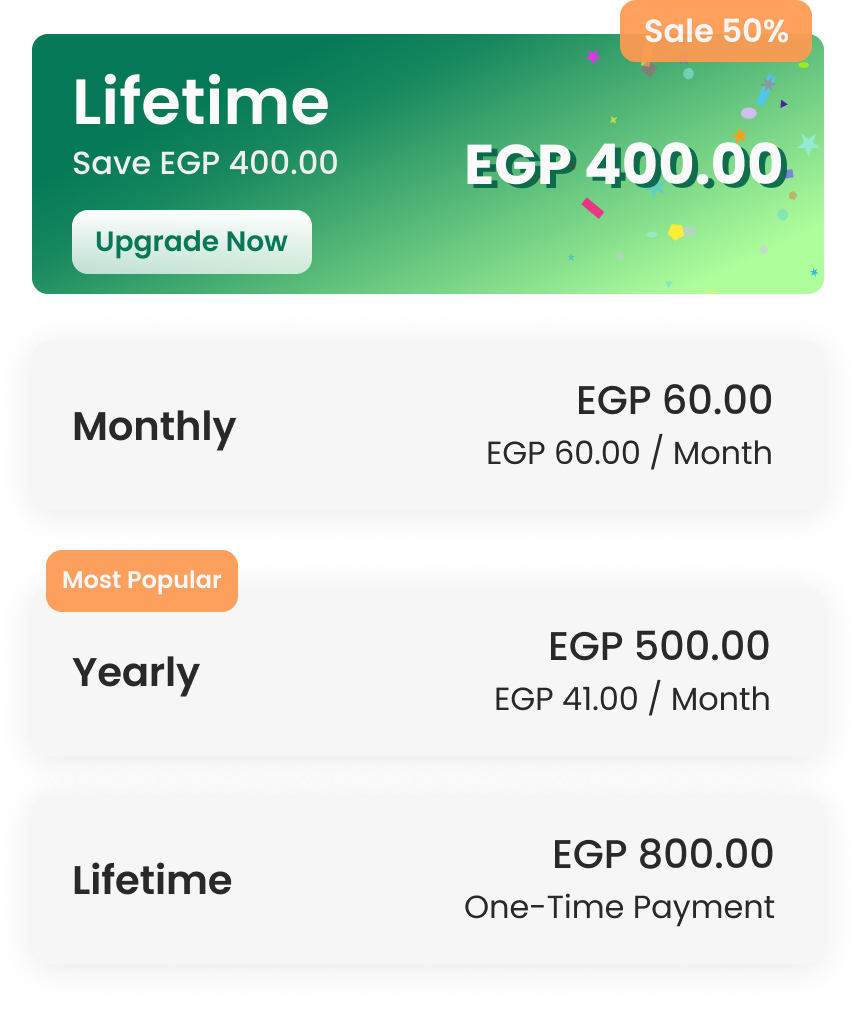 Sale 50%
Lifetime
Save EGP 400.00
EGP 400.00
Upgrade Now
Monthly
EGP 60.00
EGP 60.00 / Month
Most Popular
Yearly
EGP 500.00
EGP 41.00 / Month
Lifetime
EGP 800.00
One-Time Payment